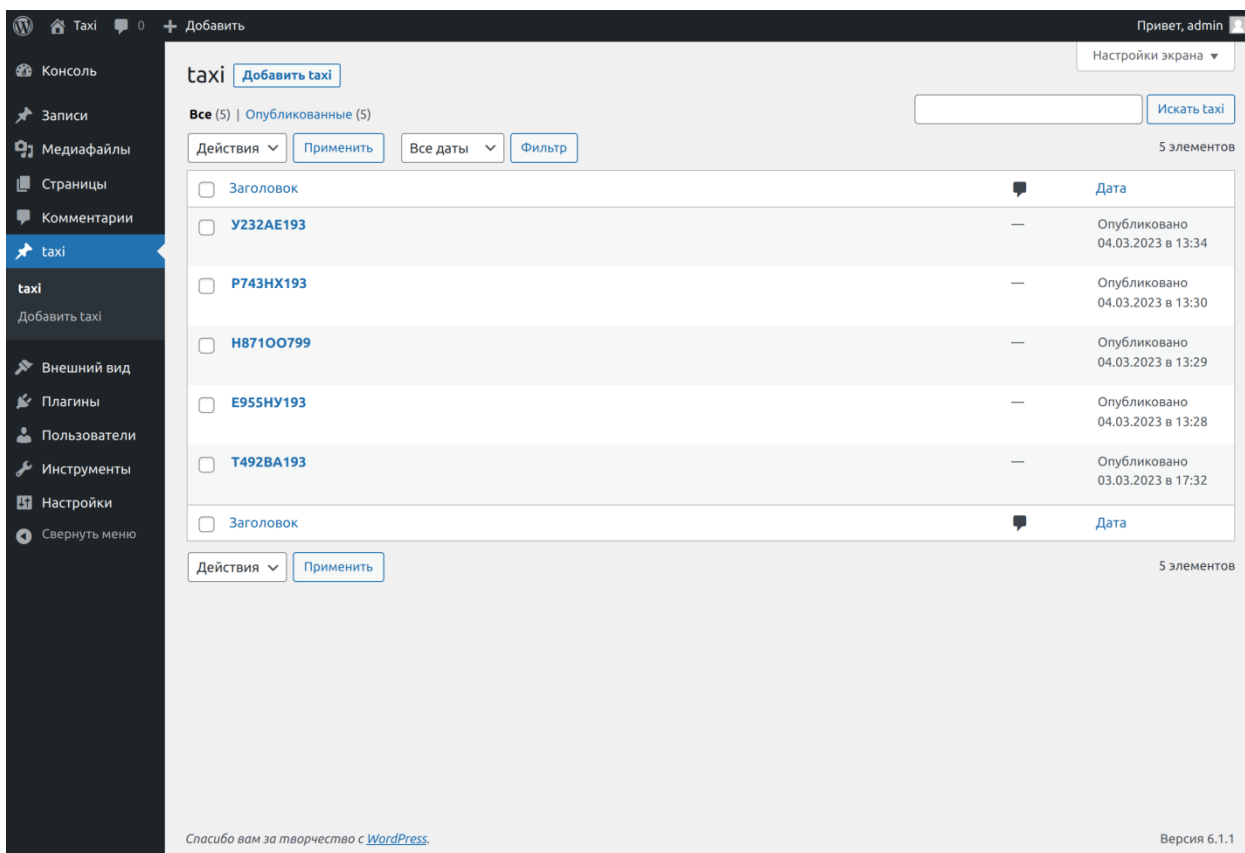 Taxi 0 Добавить Привет, admin
Настройки экрана ▼
Консоль
Записи
Медиафайлы
Страницы
Комментарии
taxi
taxi
Добавить taxi
Внешний вид
Плагины
Пользователи
Инструменты
Настройки
Свернуть меню
taxi Добавить taxi
Все (5) | Опубликованные (5)
Искать taxi
Действия Применить Все даты Фильтр 5 элементов
Заголовок Дата
У232АЕ193 — Опубликовано
04.03.2023 в 13:34
Р743НХ193 — Опубликовано
04.03.2023 в 13:30
Н871ОО799 — Опубликовано
04.03.2023 в 13:29
Е955НУ193 — Опубликовано
04.03.2023 в 13:28
Т492ВА193 — Опубликовано
03.03.2023 в 17:32
Заголовок Дата
Действия Применить 5 элементов
Спасибо вам за творчество с WordPress. Версия 6.1.1